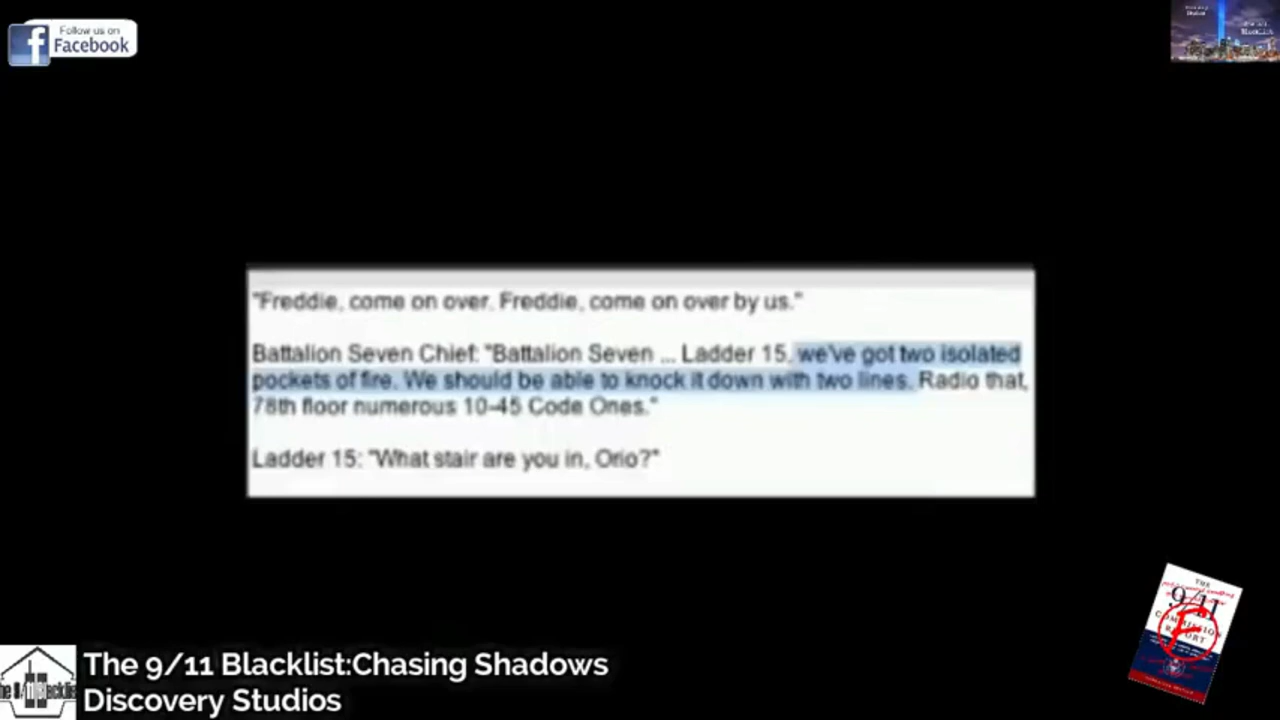 Follow us on
Facebook
"Freddie, come on over. Freddie, come on over by us."
Battalion Seven Chief: "Battalion Seven ... Ladder 15, we've got two isolated
pockets of fire. We should be able to knock it down with two lines. Radio that,
78th floor numerous 10-45 Code Ones."
Ladder 15: "What stair are you in, Orio?"
THE
9/11
COMMISSION
REPORT
F
The 9/11 Blacklist:Chasing Shadows
Discovery Studios